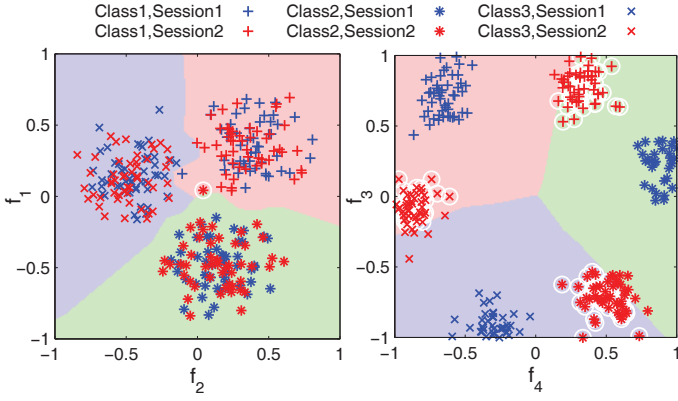 Class1,Session1 Class2,Session1 Class3,Session1
Class1,Session2 Class2,Session2 Class3,Session2
1
0.5
0
−0.5
−1
f1
−1 −0.5 0 0.5 1
f2
1
0.5
0
−0.5
−1
f3
−1 −0.5 0 0.5 1
f4